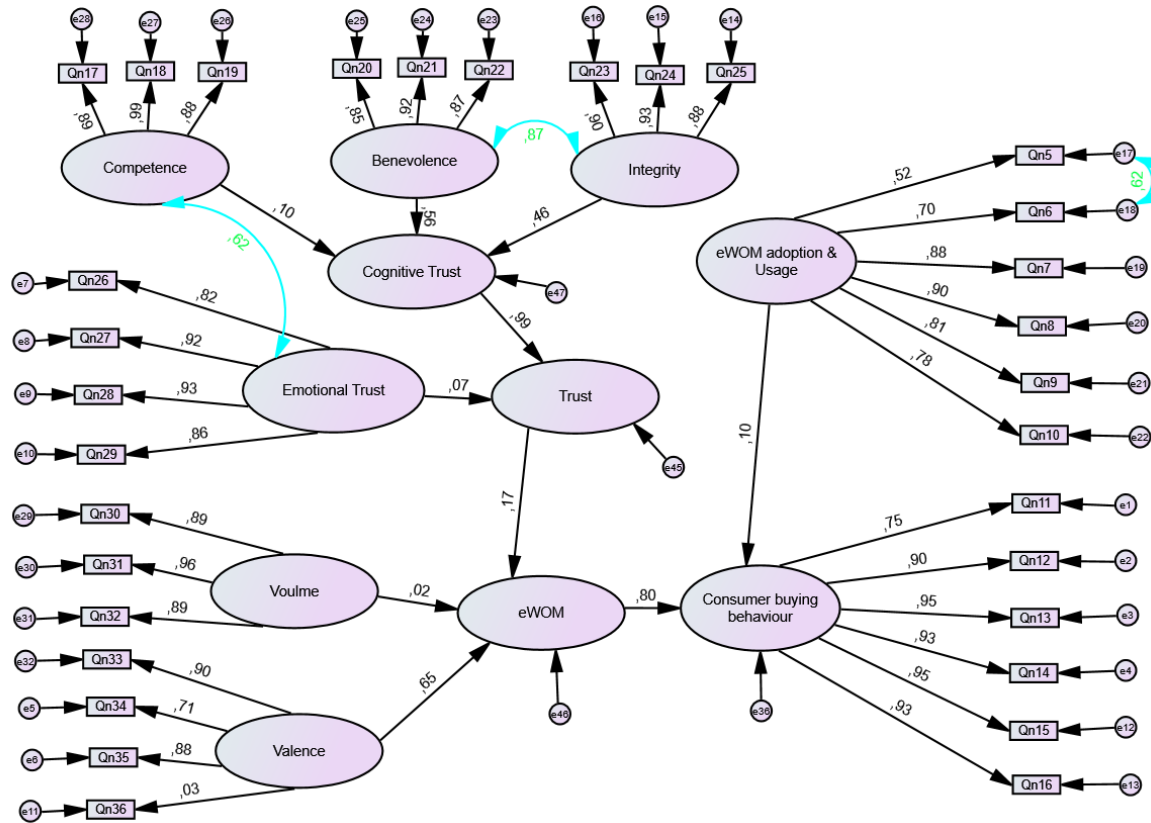 e28
e27
e26
e25
e24
e23
e16
e15
e14
Qn17
Qn18
Qn19
Qn20
Qn21
Qn22
Qn23
Qn24
Qn25
,89
,99
,88
,85
,92
,87
,90
,93
,88
Competence
Benevolence
,87
Integrity
,10
,56
,46
,62
Cognitive Trust
e47
,99
e7
Qn26
,82
e8
Qn27
,92
e9
Qn28
,93
e10
Qn29
,86
Emotional Trust
,07
Trust
e45
,17
e29
Qn30
,89
e30
Qn31
,96
e31
Qn32
,89
Voulme
,02
eWOM
e46
,80
e32
Qn33
,90
e5
Qn34
,71
e6
Qn35
,88
e11
Qn36
,03
Valence
,65
eWOM adoption &
Usage
,52
Qn5
e17
,62
,70
Qn6
e18
,88
Qn7
e19
,90
Qn8
e20
,81
Qn9
e21
,78
Qn10
e22
,10
Consumer buying
behaviour
e36
,75
Qn11
e1
,90
Qn12
e2
,95
Qn13
e3
,93
Qn14
e4
,95
Qn15
e12
,93
Qn16
e13